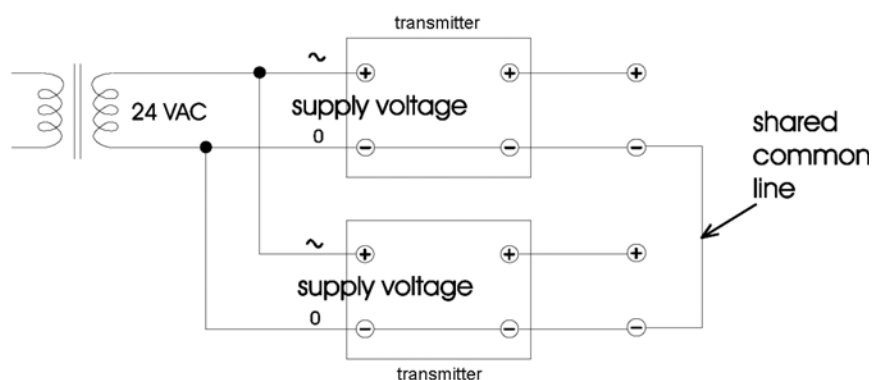 transmitter
~
+ + +
24 VAC
supply voltage
0
- - -
shared
common
line
~
+ + +
supply voltage
0
- - -
transmitter